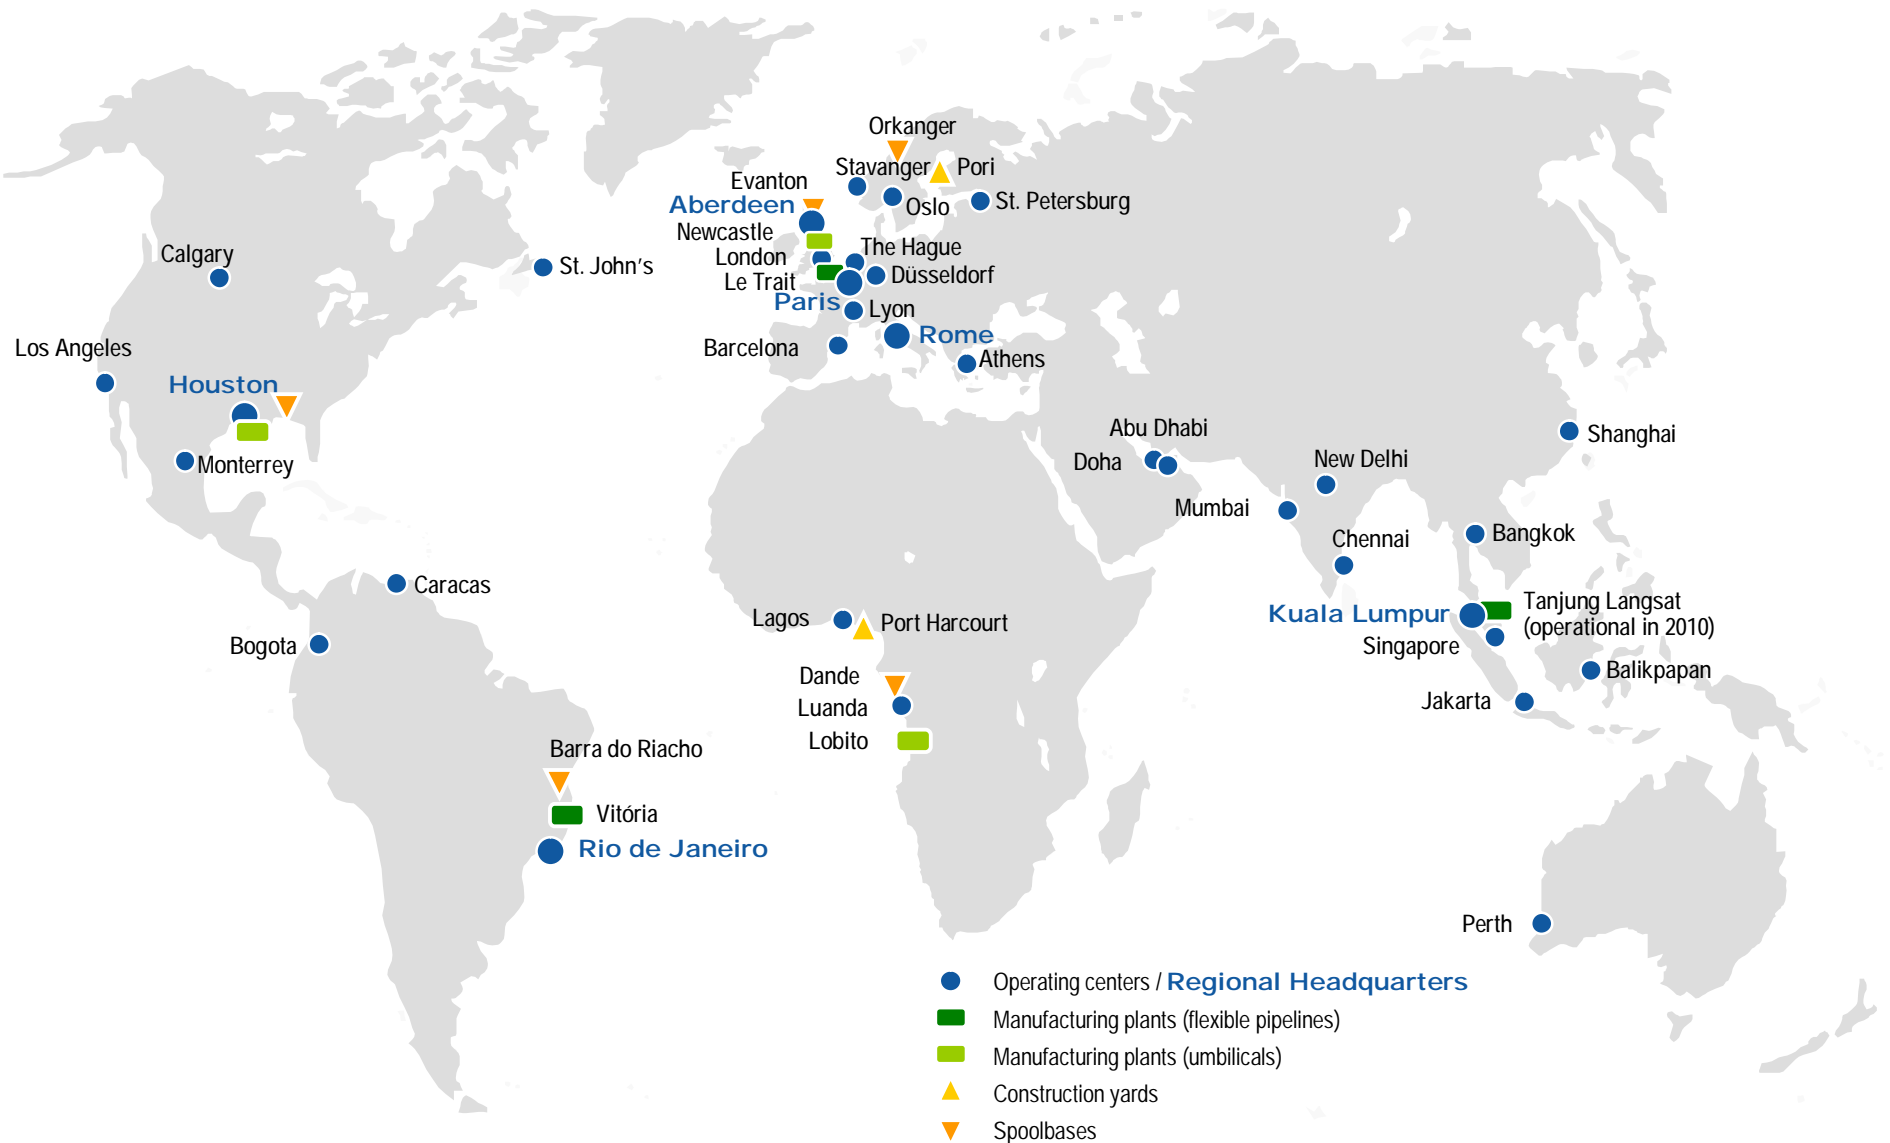 Orkanger
Stavanger
Pori
Evanton
Aberdeen
Oslo
St. Petersburg
Newcastle
The Hague
London
Calgary
St. John's
Le Trait
Düsseldorf
Paris
Lyon
Rome
Barcelona
Los Angeles
Athens
Houston
Abu Dhabi
Shanghai
Doha
New Delhi
Monterrey
Mumbai
Bangkok
Chennai
Caracas
Tanjung Langsat
(operational in 2010)
Kuala Lumpur
Lagos
Port Harcourt
Bogota
Singapore
Dande
Balikpapan
Luanda
Jakarta
Lobito
Barra do Riacho
Vitória
Rio de Janeiro
Perth
Operating centers / Regional Headquarters
Manufacturing plants (flexible pipelines)
Manufacturing plants (umbilicals)
Construction yards
Spoolbases